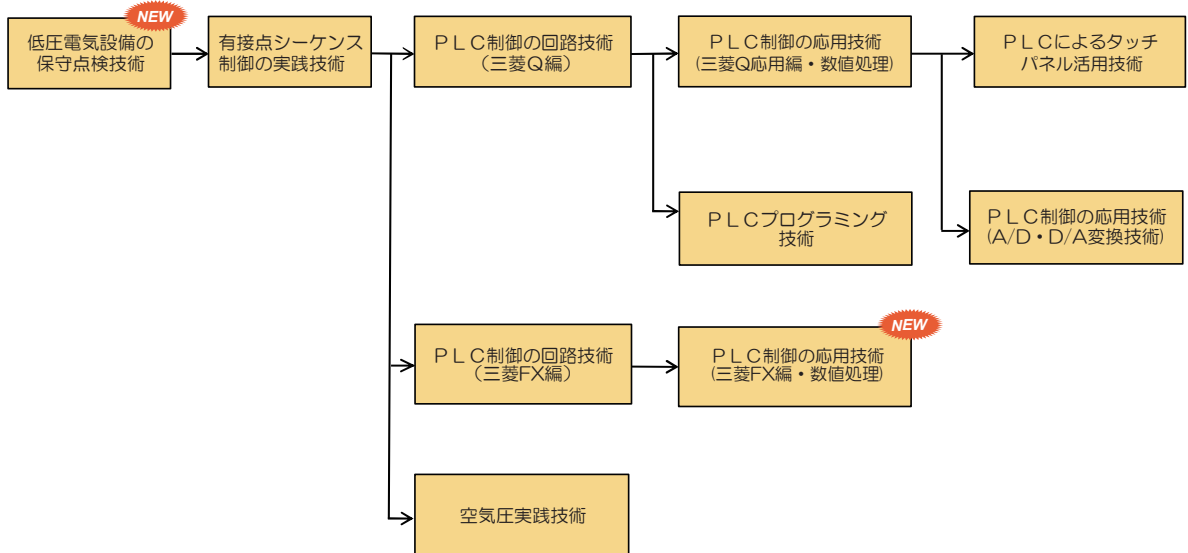 NEW
低圧電気設備の
保守点検技術
有接点シーケンス
制御の実践技術
ＰＬＣ制御の回路技術
（三菱Q編）
ＰＬＣ制御の応用技術
(三菱Q応用編・数値処理)
ＰＬＣによるタッチ
パネル活用技術
ＰＬＣプログラミング
技術
ＰＬＣ制御の応用技術
(A/D・D/A変換技術)
ＰＬＣ制御の回路技術
（三菱FX編）
NEW
ＰＬＣ制御の応用技術
(三菱FX編・数値処理)
空気圧実践技術